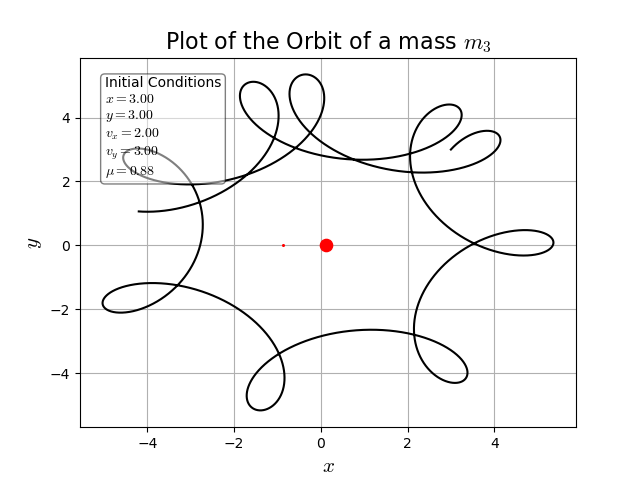 Plot of the Orbit of a mass m₃
Initial Conditions
x = 3.00
y = 3.00
vₓ = 2.00
v_y = 3.00
μ = 0.88
4
2
0
−2
−4
y
−4
−2
0
2
4
x